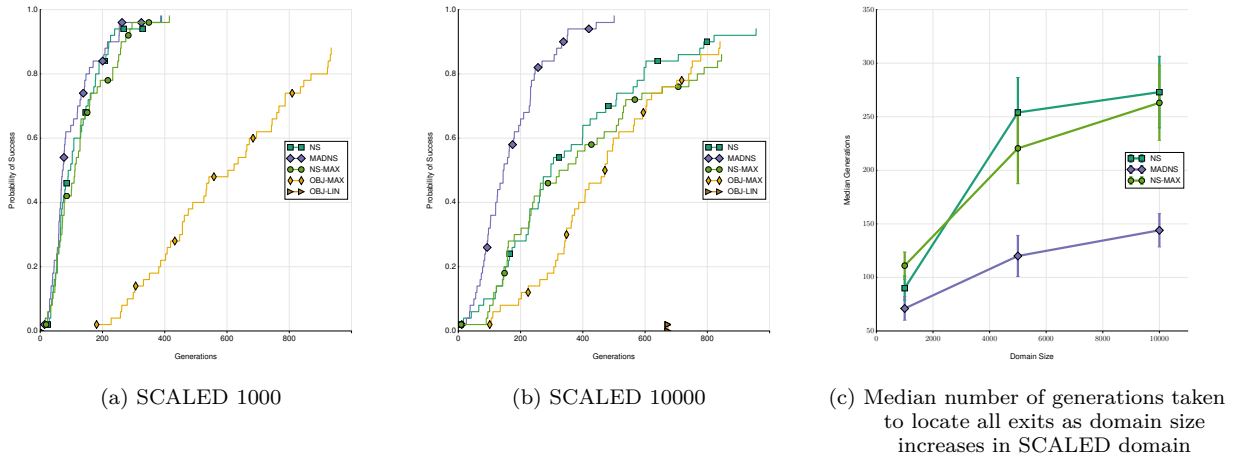 Probability of Success
1.0
0.8
0.6
0.4
0.2
0.0
0
200
400
600
800
Generations
NS
MADNS
NS-MAX
OBJ-MAX
OBJ-LIN
(a) SCALED 1000
Probability of Success
1.0
0.8
0.6
0.4
0.2
0.0
0
200
400
600
800
Generations
NS
MADNS
NS-MAX
OBJ-MAX
OBJ-LIN
(b) SCALED 10000
Median Generations
350
300
250
200
150
100
50
0
2000
4000
6000
8000
10000
Domain Size
NS
MADNS
NS-MAX
(c) Median number of generations taken
to locate all exits as domain size
increases in SCALED domain